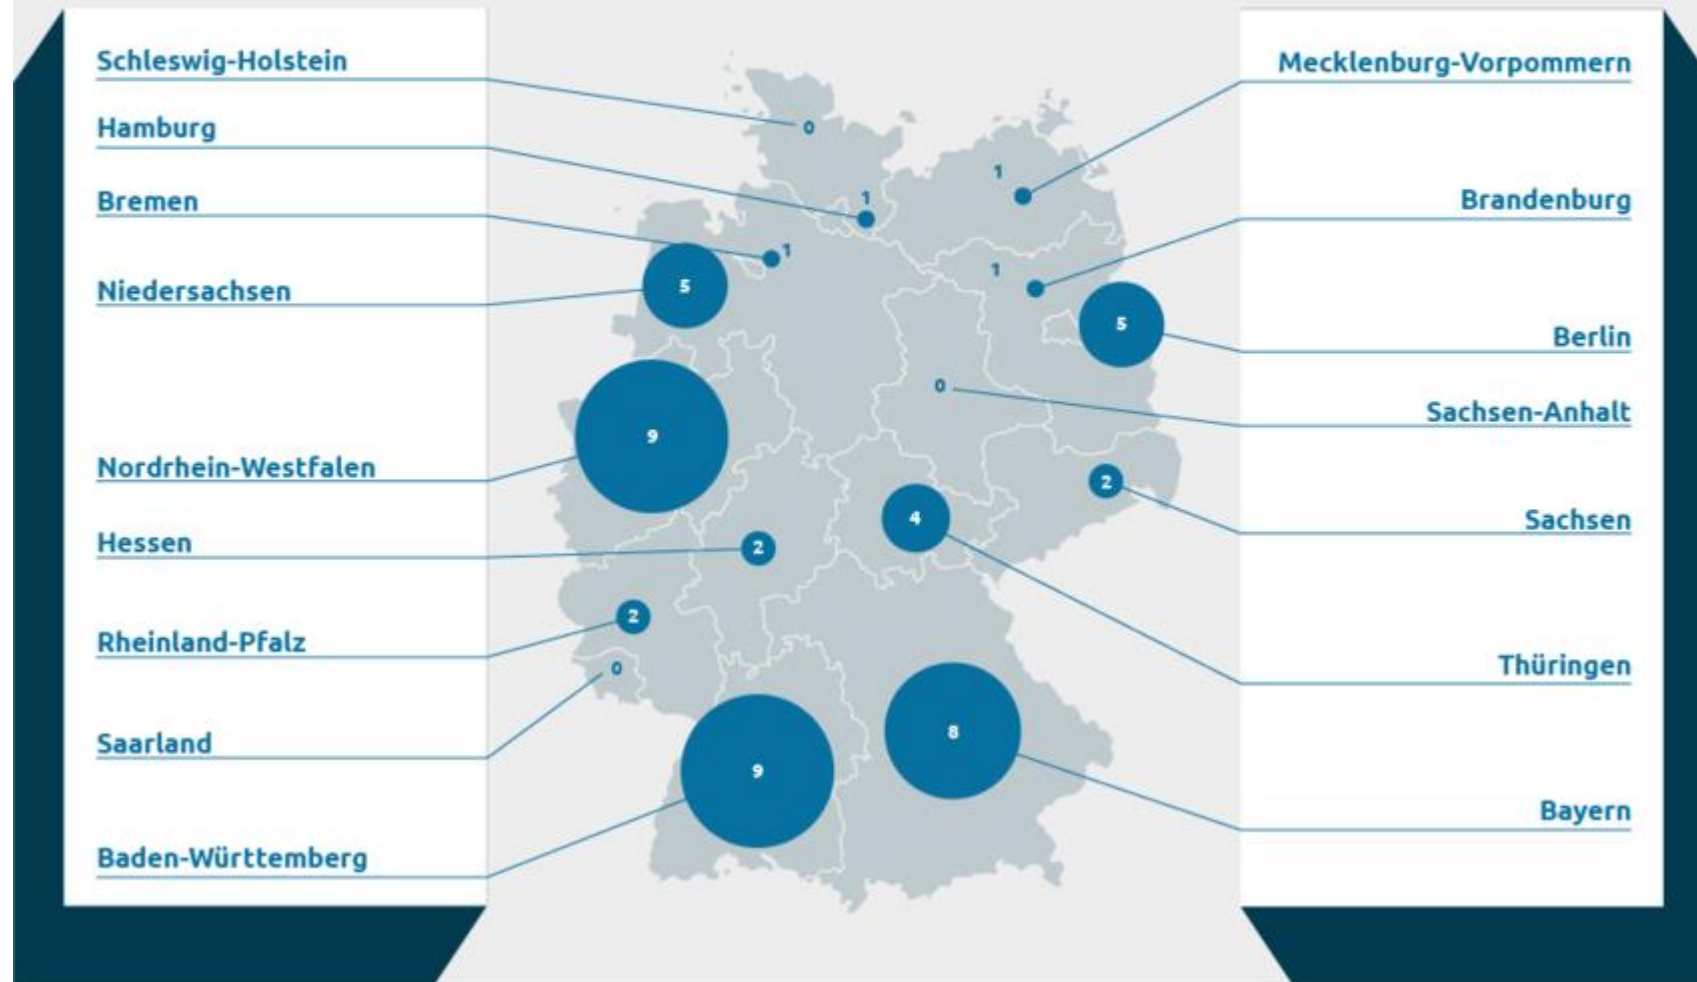 Schleswig-Holstein
Hamburg
Bremen
Niedersachsen
Nordrhein-Westfalen
Hessen
Rheinland-Pfalz
Saarland
Baden-Württemberg
0
1
1
5
9
2
2
0
9
1
1
5
0
2
4
8
Mecklenburg-Vorpommern
Brandenburg
Berlin
Sachsen-Anhalt
Sachsen
Thüringen
Bayern